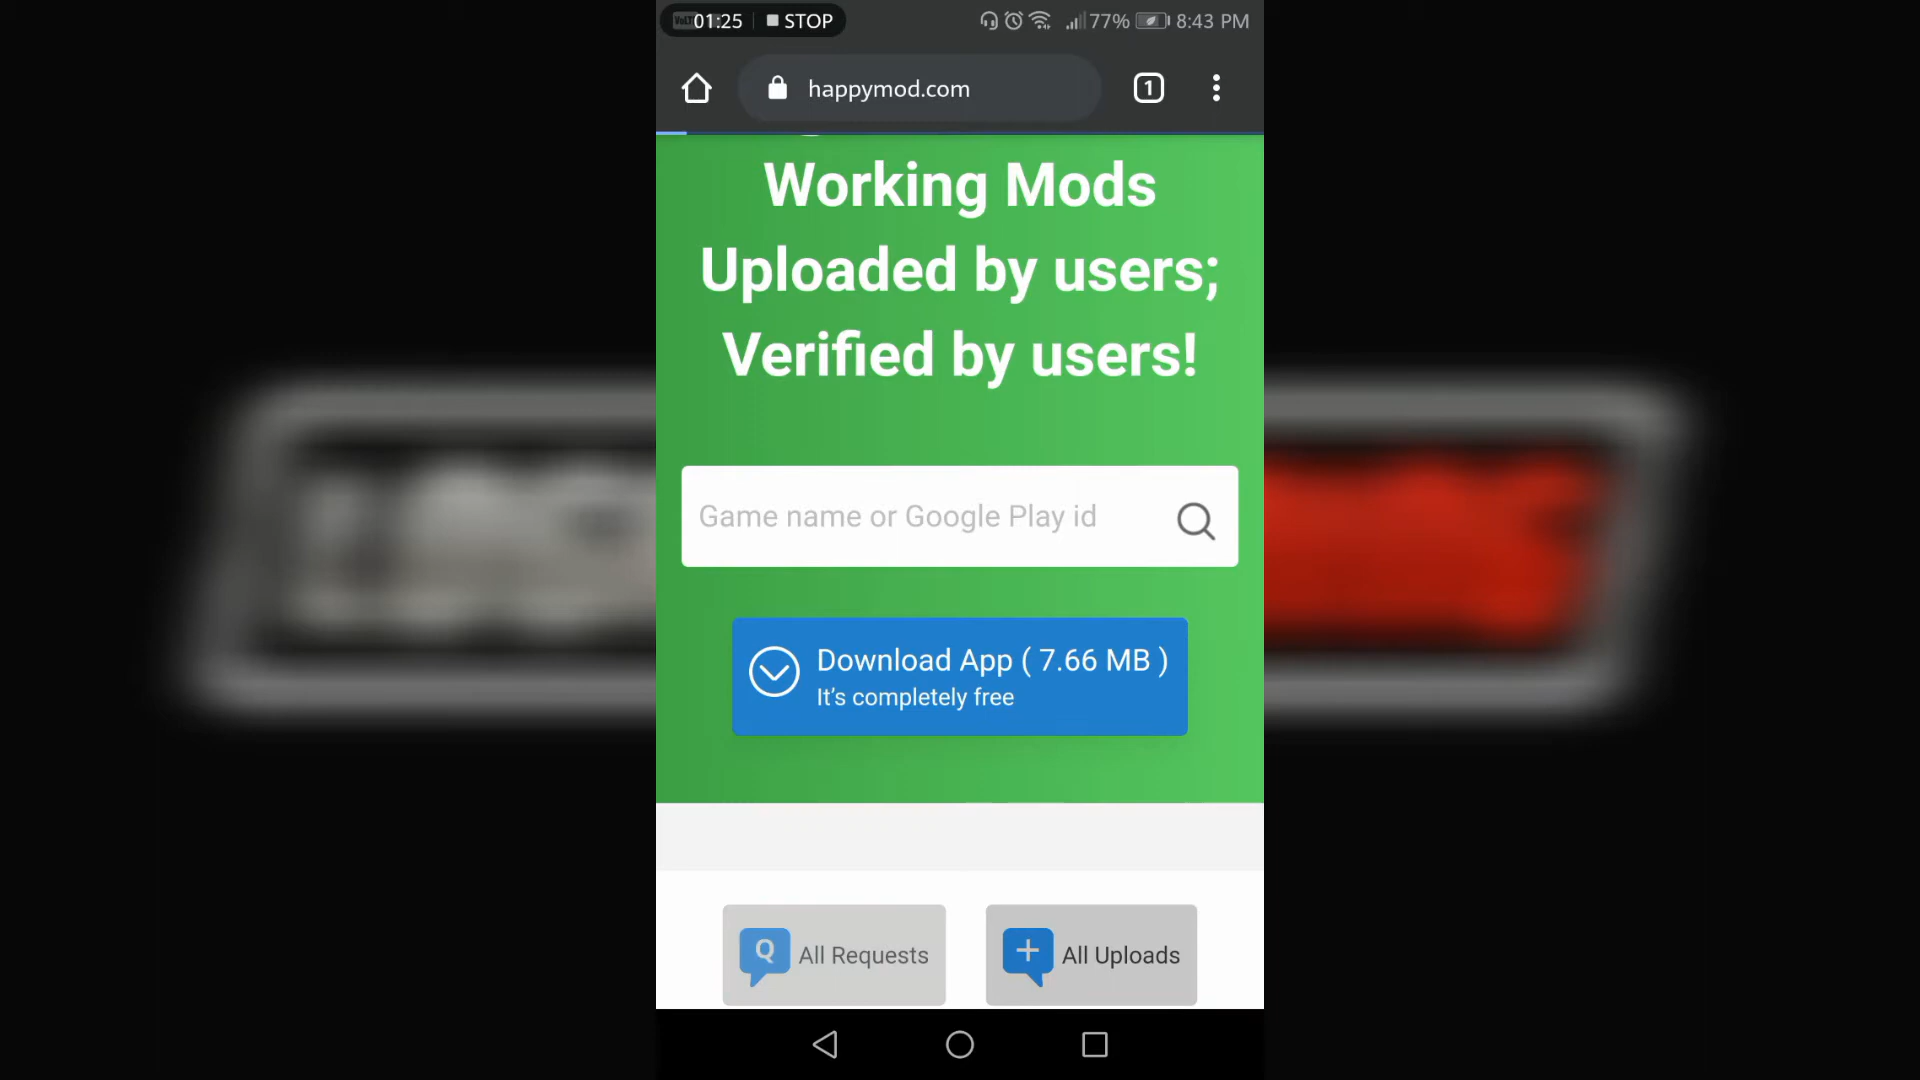 01:25 STOP 77% 8:43 PM
happymod.com 1
Working Mods
Uploaded by users;
Verified by users!
Game name or Google Play id
Download App ( 7.66 MB )
It's completely free
Q All Requests + All Uploads